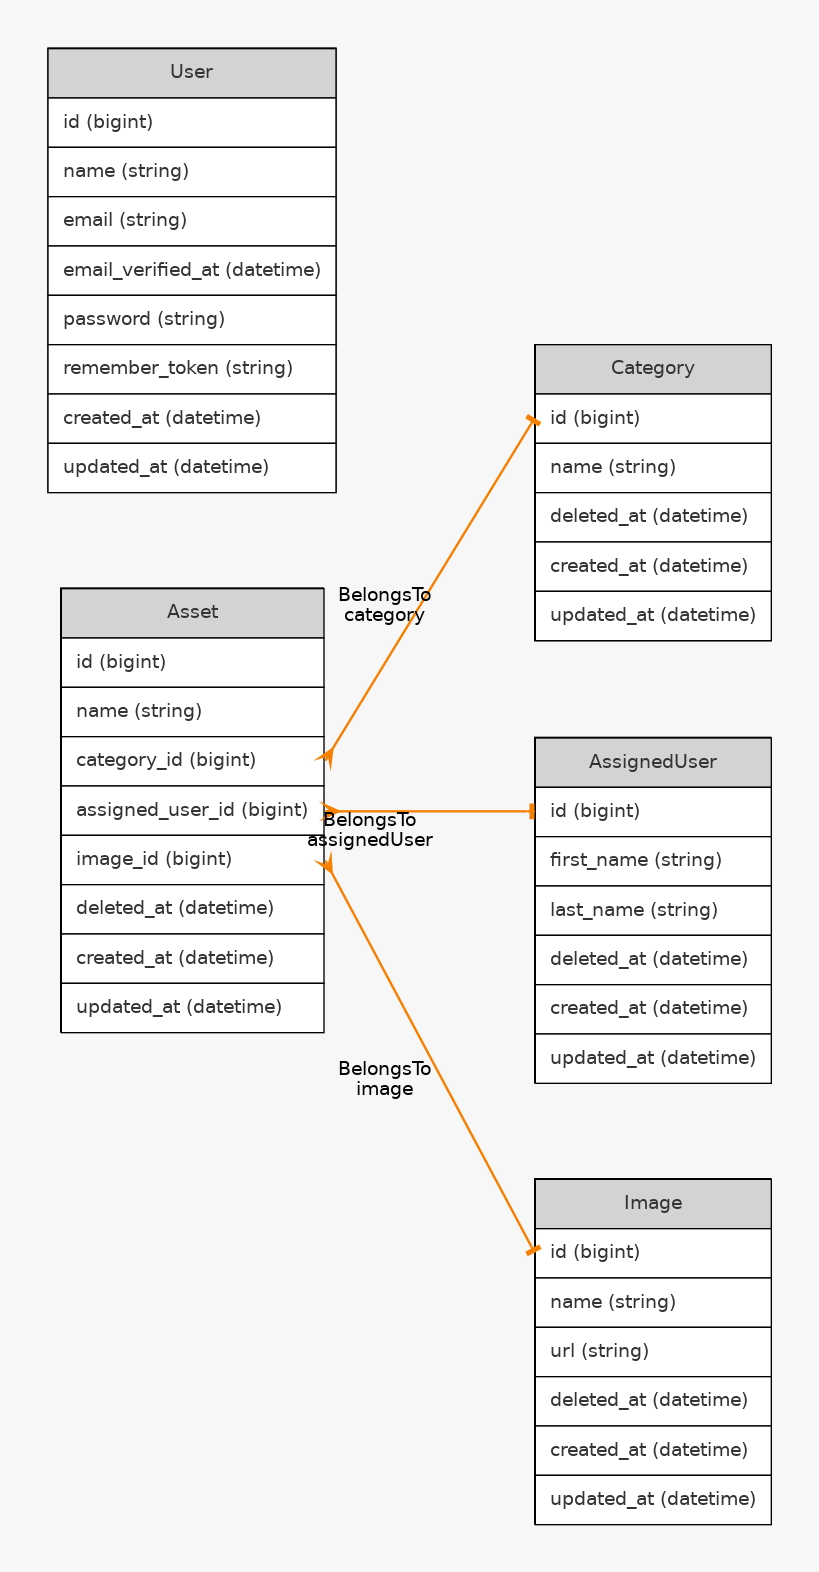 User
id (bigint)
name (string)
email (string)
email_verified_at (datetime)
password (string)
remember_token (string)
created_at (datetime)
updated_at (datetime)
Category
id (bigint)
name (string)
deleted_at (datetime)
created_at (datetime)
updated_at (datetime)
BelongsTo
category
Asset
id (bigint)
name (string)
category_id (bigint)
assigned_user_id (bigint)
image_id (bigint)
deleted_at (datetime)
created_at (datetime)
updated_at (datetime)
BelongsTo
assignedUser
AssignedUser
id (bigint)
first_name (string)
last_name (string)
deleted_at (datetime)
created_at (datetime)
updated_at (datetime)
BelongsTo
image
Image
id (bigint)
name (string)
url (string)
deleted_at (datetime)
created_at (datetime)
updated_at (datetime)